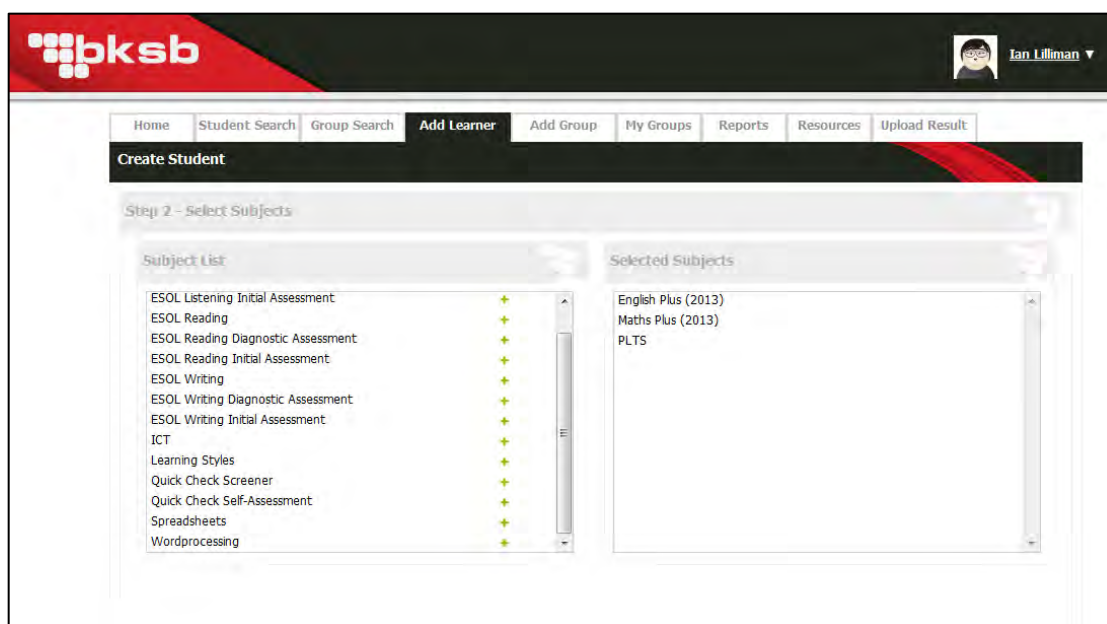 bksb
Ian Lilliman ▼
Home Student Search Group Search Add Learner Add Group My Groups Reports Resources Upload Result
Create Student
Step 2 - Select Subjects
Subject List
Selected Subjects
ESOL Listening Initial Assessment +
ESOL Reading +
ESOL Reading Diagnostic Assessment +
ESOL Reading Initial Assessment +
ESOL Writing +
ESOL Writing Diagnostic Assessment +
ESOL Writing Initial Assessment +
ICT +
Learning Styles +
Quick Check Screener +
Quick Check Self-Assessment +
Spreadsheets +
Wordprocessing +
English Plus (2013)
Maths Plus (2013)
PLTS